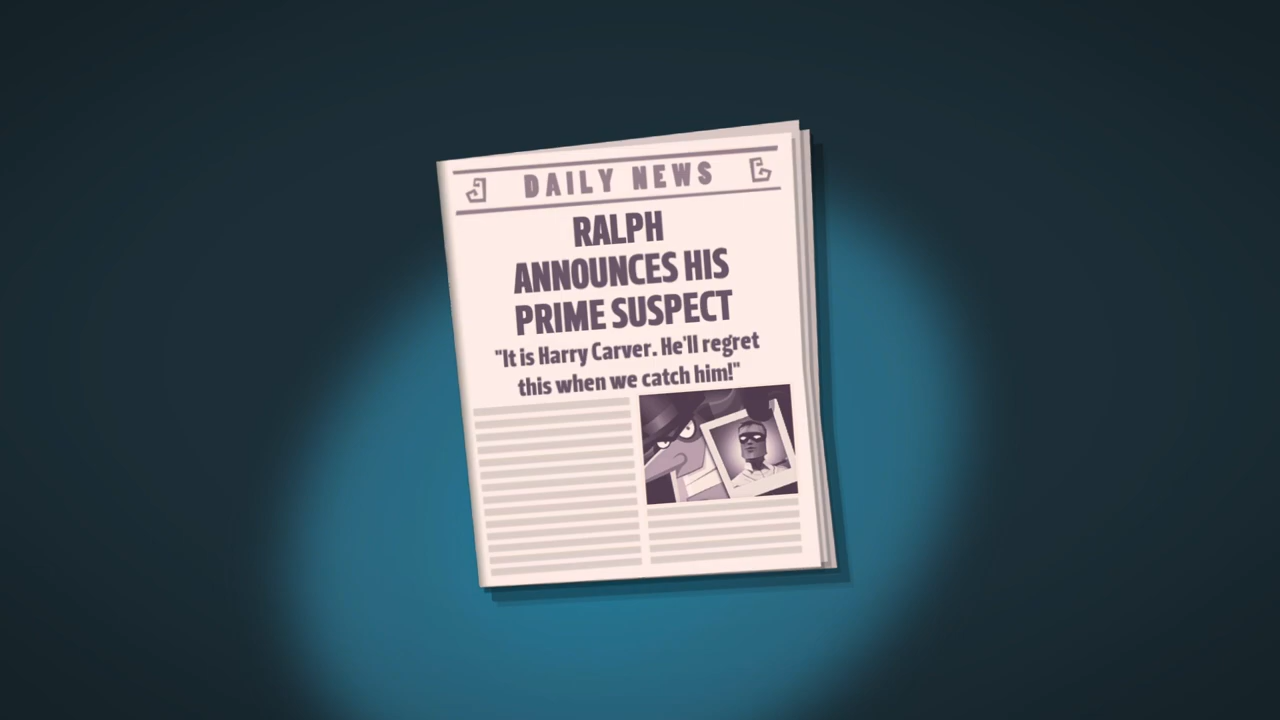 DAILY NEWS
RALPH
ANNOUNCES HIS
PRIME SUSPECT
"It is Harry Carver. He'll regret
this when we catch him!"